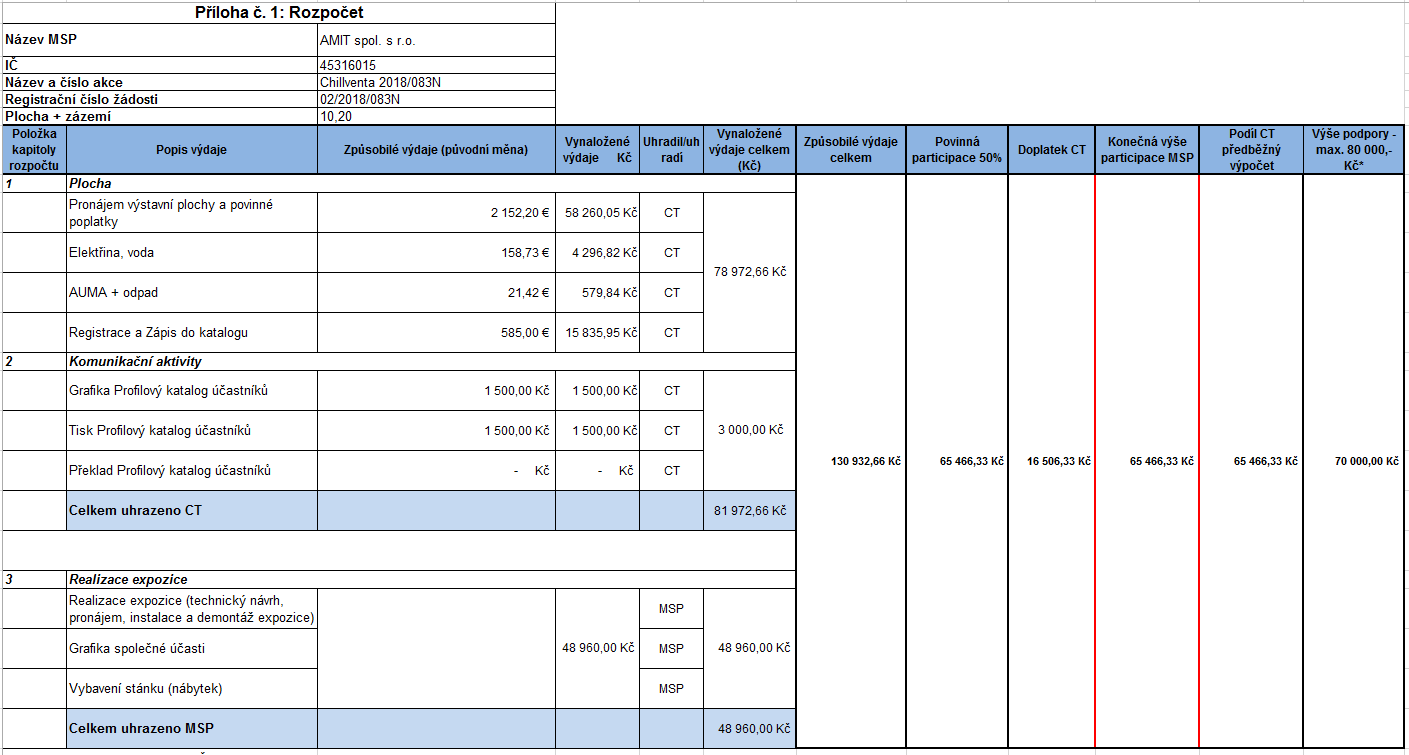 Příloha č. 1: Rozpočet
Název MSP AMIT spol. s r.o.
IČ 45316015
Název a číslo akce Chillventa 2018/083N
Registrační číslo žádosti 02/2018/083N
Plocha + zázemí 10,20
Položka kapitoly rozpočtu Popis výdaje Způsobilé výdaje (původní měna) Vynaložené výdaje Kč Uhradil/uhradí Vynaložené výdaje celkem (Kč) Způsobilé výdaje celkem Povinná participace 50% Doplatek CT Konečná výše participace MSP Podíl CT předběžný výpočet Výše podpory - max. 80 000,- Kč*
1 Plocha
Pronájem výstavní plochy a povinné
poplatky 2 152,20 € 58 260,05 Kč CT
Elektřina, voda 158,73 € 4 296,82 Kč CT
78 972,66 Kč
AUMA + odpad 21,42 € 579,84 Kč CT
Registrace a Zápis do katalogu 585,00 € 15 835,95 Kč CT
2 Komunikační aktivity
Grafika Profilový katalog účastníků 1 500,00 Kč 1 500,00 Kč CT
Tisk Profilový katalog účastníků 1 500,00 Kč 1 500,00 Kč CT 3 000,00 Kč
130 932,66 Kč 65 466,33 Kč 16 506,33 Kč 65 466,33 Kč 65 466,33 Kč 70 000,00 Kč
Překlad Profilový katalog účastníků - Kč - Kč CT
Celkem uhrazeno CT 81 972,66 Kč
3 Realizace expozice
Realizace expozice (technický návrh,
pronájem, instalace a demontáž expozice) MSP
Grafika společné účasti 48 960,00 Kč MSP 48 960,00 Kč
Vybavení stánku (nábytek) MSP
Celkem uhrazeno MSP 48 960,00 Kč